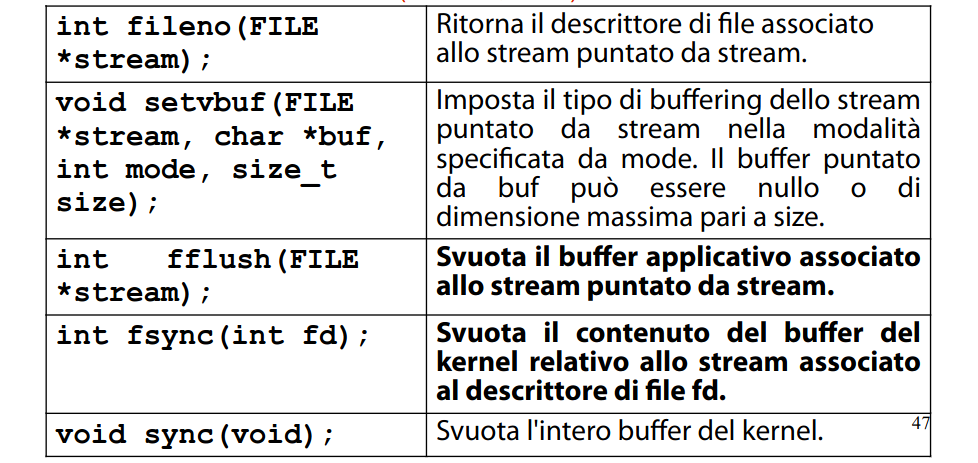 int fileno(FILE
*stream);
Ritorna il descrittore di file associato
allo stream puntato da stream.
void setvbuf(FILE
*stream, char *buf,
int mode, size_t
size);
Imposta il tipo di buffering dello stream
puntato da stream nella modalità
specificata da mode. Il buffer puntato
da buf può essere nullo o di
dimensione massima pari a size.
int fflush(FILE
*stream);
Svuota il buffer applicativo associato
allo stream puntato da stream.
int fsync(int fd);
Svuota il contenuto del buffer del
kernel relativo allo stream associato
al descrittore di file fd.
void sync(void);
Svuota l'intero buffer del kernel.
47